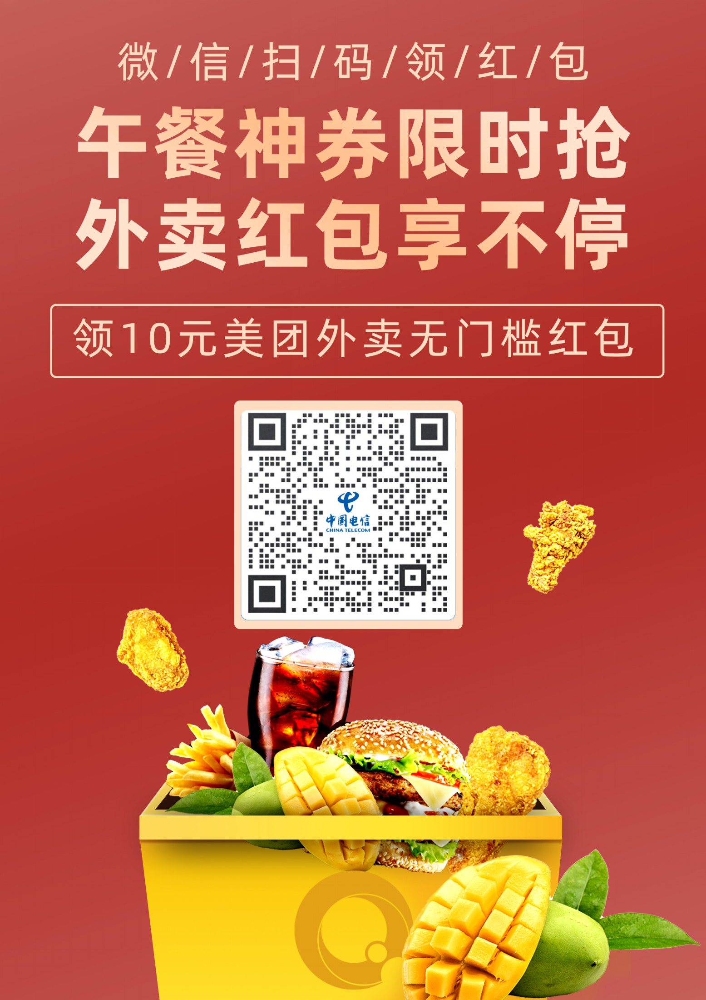 微/信/扫/码/领/红/包
午餐神券限时抢
外卖红包享不停
领10元美团外卖无门槛红包
中国电信
CHINA TELECOM